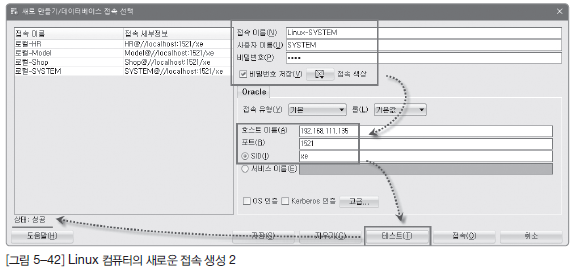 새로 만들기/데이터베이스 접속 선택
접속 이름 접속 세부정보
로컬-HR HR@//localhost:1521/xe
로컬-Model Model@//localhost:1521/xe
로컬-Shop Shop@//localhost:1521/xe
로컬-SYSTEM SYSTEM@//localhost:1521/xe
접속 이름(N) Linux-SYSTEM
사용자 이름(U) SYSTEM
비밀번호(P) ••••
비밀번호 저장(V) 접속 색상
Oracle
접속 유형(Y) 기본 롤(L) 기본값
호스트 이름(A) 192.168.111.135
포트(R) 1521
SID(I) xe
서비스 이름(E)
OS 인증 Kerberos 인증 고급...
상태: 성공
도움말(H) 저장(S) 지우기(C) 테스트(T) 접속(O) 취소
[그림 5-42] Linux 컴퓨터의 새로운 접속 생성 2